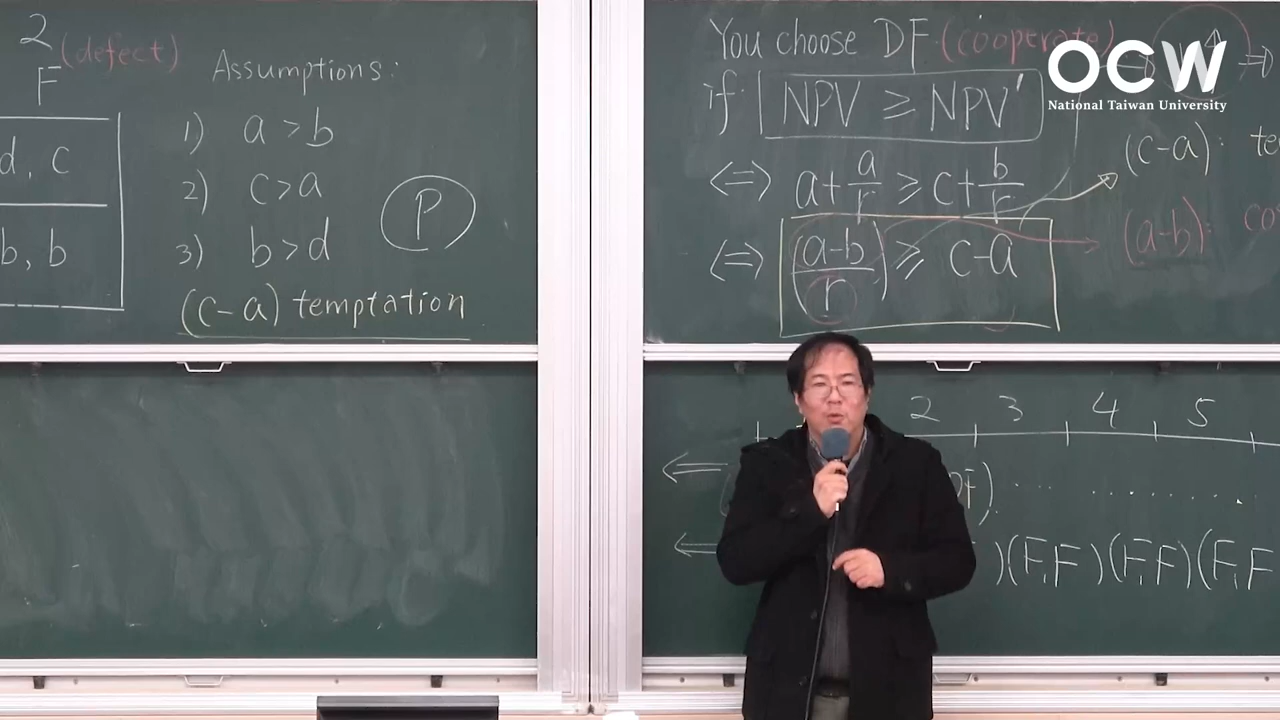 2 (defect)
F
d, c
b, b
Assumptions:
1) a > b
2) c > a
3) b > d
P
(c-a) temptation
You choose DF (cooperate)
if NPV ≥ NPV'
<=> a + a/r ≥ c + b/r
<=> (a-b)/r ≥ c-a
(c-a):
(a-b):
OCW
National Taiwan University
2 3 4 5
DF) ... ........
)(F,F)(F,F)(F,F